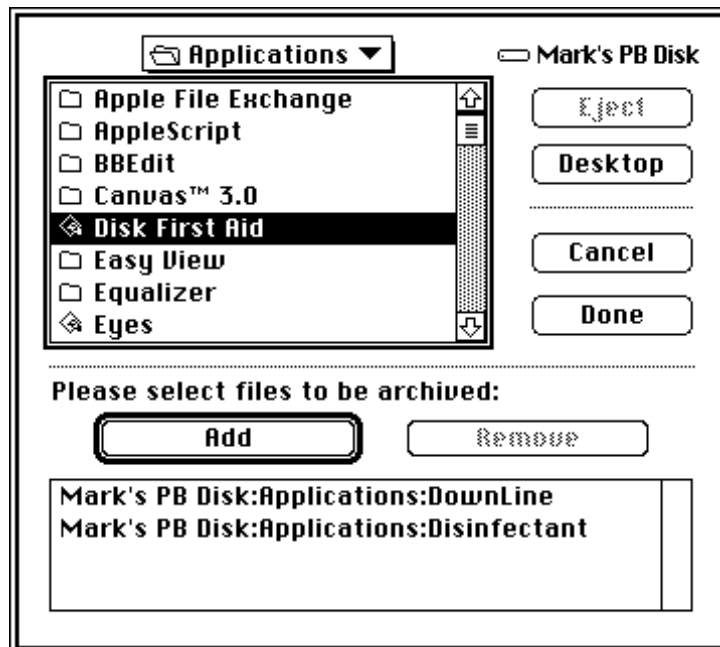 Applications
Mark's PB Disk
Apple File Exchange
AppleScript
BBEdit
Canvas™ 3.0
Disk First Aid
Easy View
Equalizer
Eyes
Eject
Desktop
Cancel
Done
Please select files to be archived:
Add
Remove
Mark's PB Disk:Applications:DownLine
Mark's PB Disk:Applications:Disinfectant